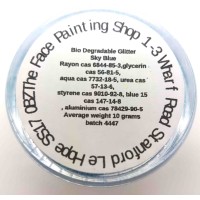 The Face Painting Shop 1-3 Wharf Road Stanford Le Hope SS17 0BZ
Bio Degradable Glitter
Sky Blue
Rayon cas 6844-85-3,glycerin
cas 56-81-5,
aqua cas 7732-18-5, urea cas
57-13-6,
styrene cas 9010-92-8, blue 15
cas 147-14-8
, aluminium cas 78429-90-5
Average weight 10 grams
batch 4447